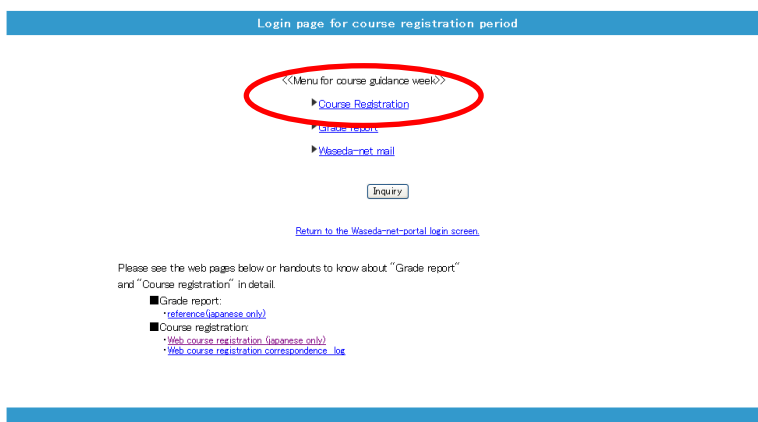 Login page for course registration period
<<Menu for course guidance week>>
▶Course Registration
▶Grade report
▶Waseda-net mail
Inquiry
Return to the Waseda-net-portal login screen.
Please see the web pages below or handouts to know about "Grade report"
and "Course registration" in detail.
■Grade report:
・reference(japanese only)
■Course registration:
・Web course registration (japanese only)
・Web course registration correspondence log